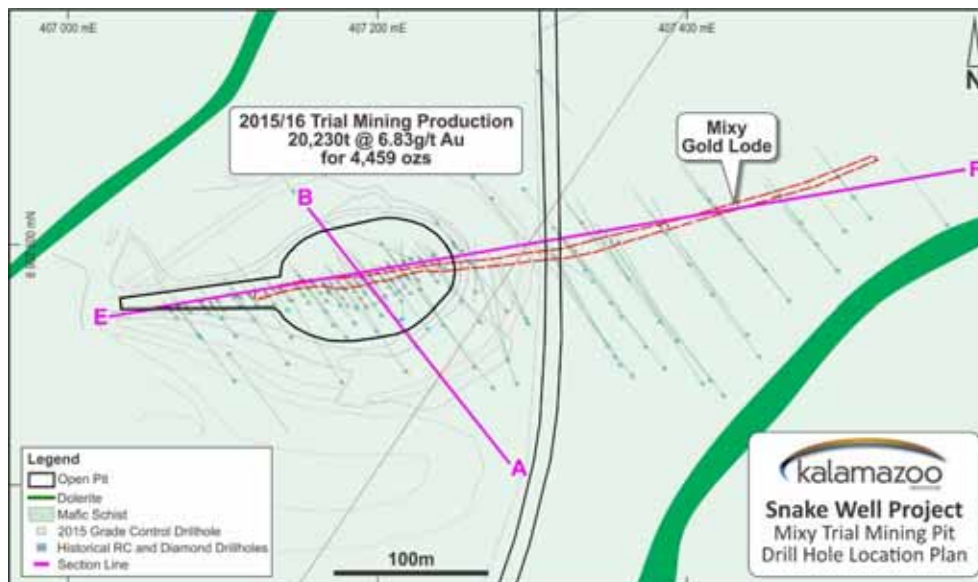 407 000 mE
407 200 mE
407 400 mE
N
2015/16 Trial Mining Production
20,230t @ 6.83g/t Au
for 4,459 ozs
Mixy
Gold Lode
B
F
E
A
Legend
Open Pit
Dolerite
Mafic Schist
2015 Grade Control Drillhole
Historical RC and Diamond Drillholes
Section Line
100m
kalamazoo
Snake Well Project
Mixy Trial Mining Pit
Drill Hole Location Plan